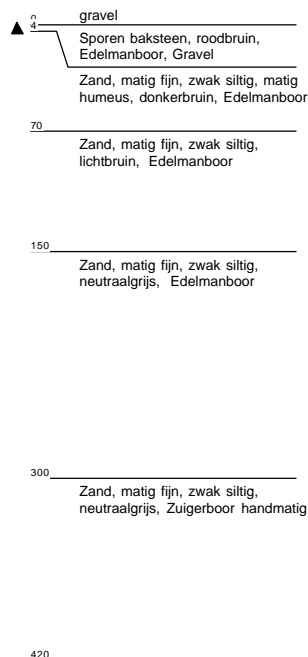 gravel
0
4
Sporen baksteen, roodbruin,
Edelmanboor, Gravel
Zand, matig fijn, zwak siltig, matig
humeus, donkerbruin, Edelmanboor
70
Zand, matig fijn, zwak siltig,
lichtbruin, Edelmanboor
150
Zand, matig fijn, zwak siltig,
neutraalgrijs, Edelmanboor
300
Zand, matig fijn, zwak siltig,
neutraalgrijs, Zuigerboor handmatig
420